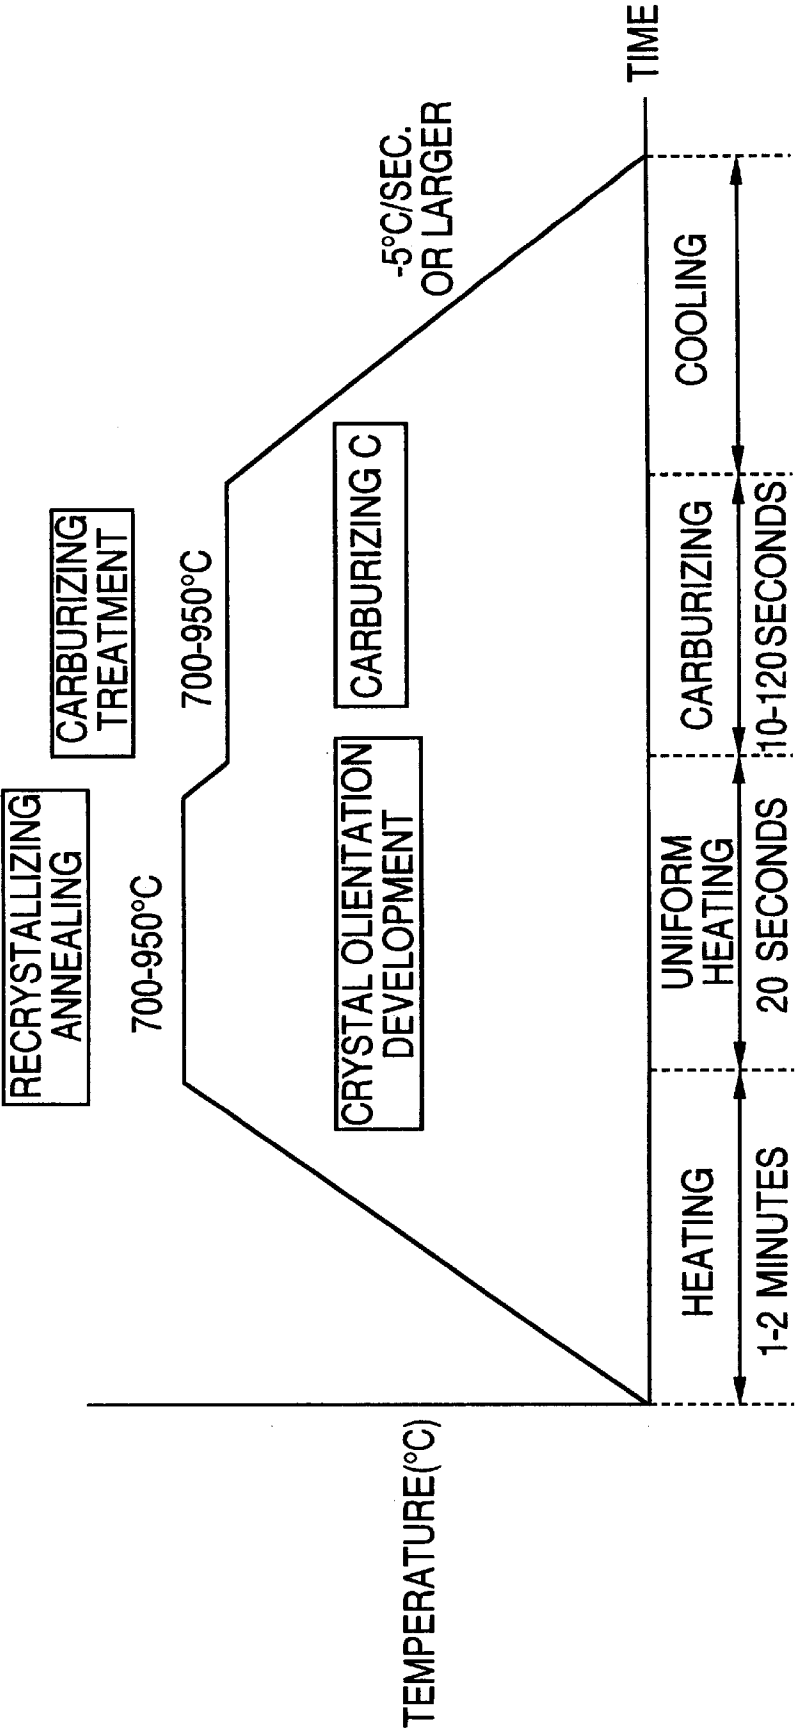 RECRYSTALLIZING
ANNEALING
CARBURIZING
TREATMENT
700-950°C
700-950°C
-5°C/SEC.
OR LARGER
CRYSTAL OLIENTATION
DEVELOPMENT
CARBURIZING C
TEMPERATURE(°C)
TIME
HEATING
UNIFORM
HEATING
CARBURIZING
COOLING
1-2 MINUTES
20 SECONDS
10-120SECONDS